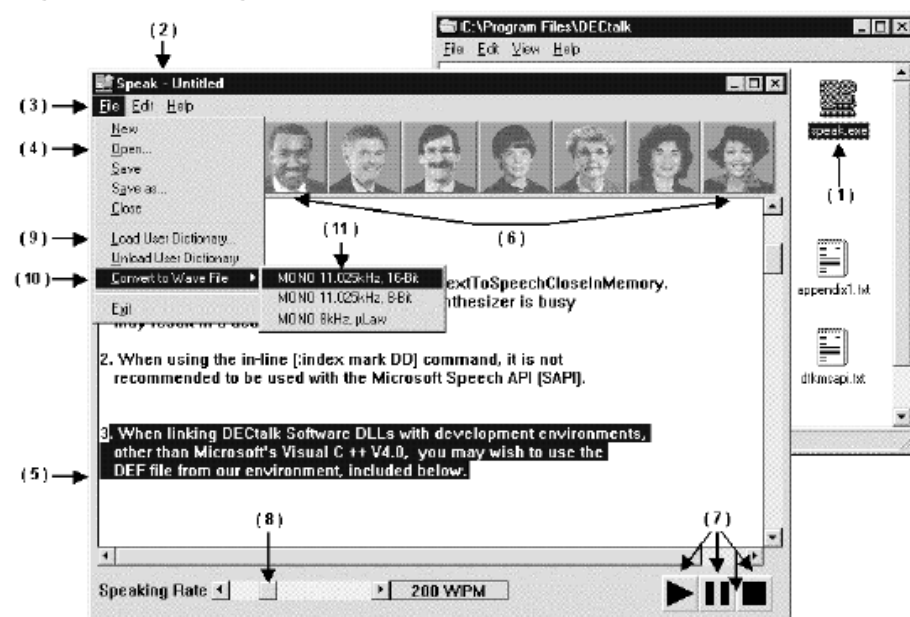 ( 2 )
C:\Program Files\DECtalk
File Edit View Help
Speak - Untitled
( 3 )
File Edit Help
New
( 4 )
Open...
Save
Save as...
Close
speak.exe
( 1 )
( 11 )
( 6 )
( 9 )
Load User Dictionary...
Unload User Dictionary
( 10 )
Convert to Wave File
MONO 11.025kHz, 16-Bit
MONO 11.025kHz, 8-Bit
MONO 8kHz, µLaw
Exit
extToSpeechCloseInMemory.
nthesizer is busy
may result in a
appendix1.txt
2. When using the in-line [:index mark DD] command, it is not
recommended to be used with the Microsoft Speech API (SAPI).
dtkmsapi.txt
3. When linking DECtalk Software DLLs with development environments,
other than Microsoft's Visual C ++ V4.0, you may wish to use the
( 5 )
DEF file from our environment, included below.
( 8 )
( 7 )
Speaking Rate
200 WPM